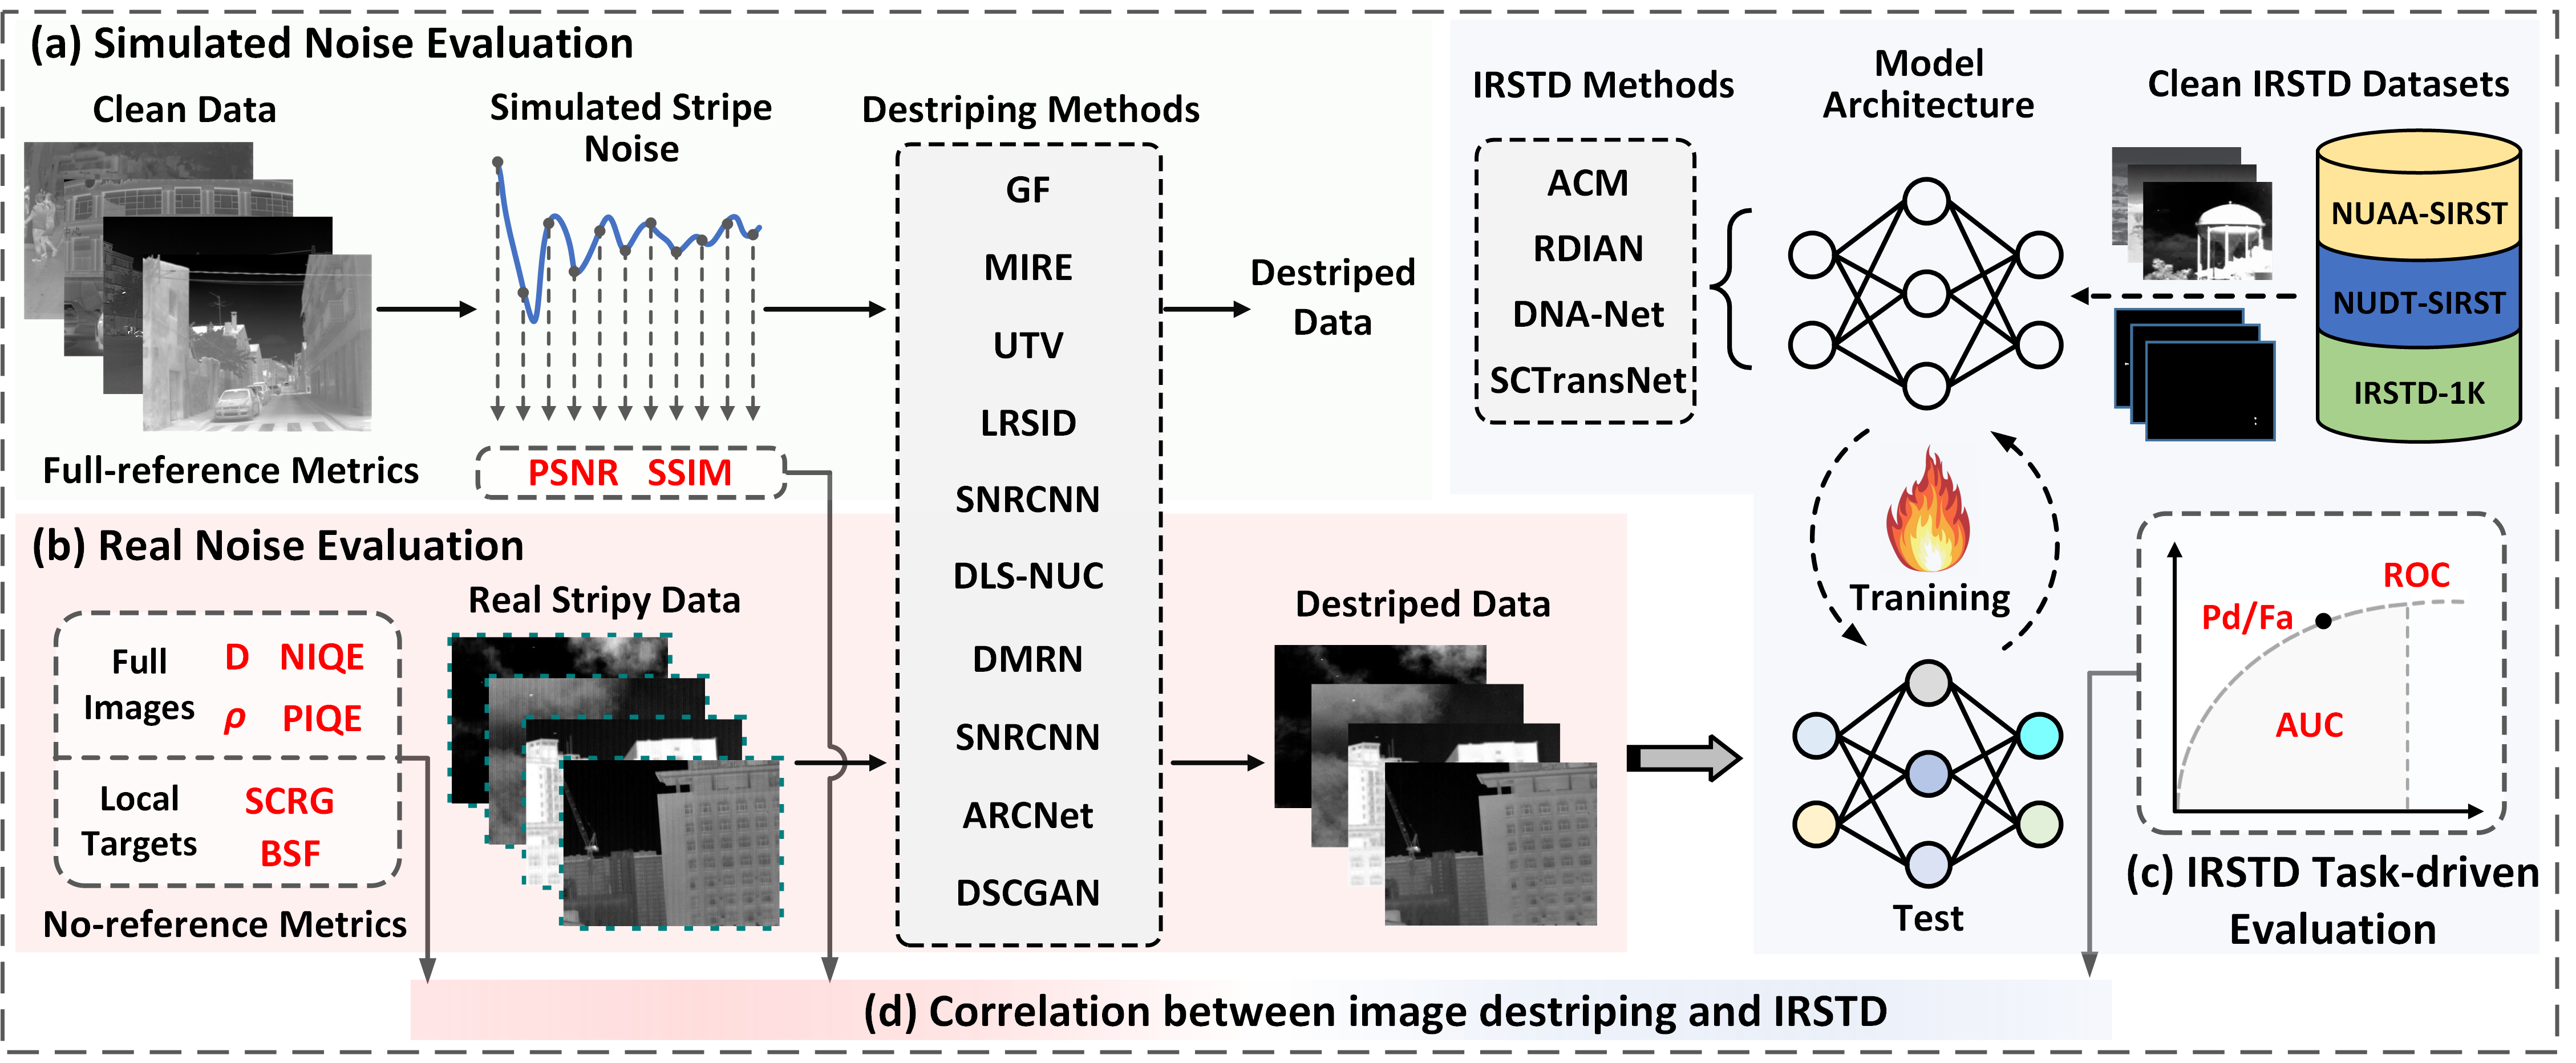 (a) Simulated Noise Evaluation
Clean Data
Simulated Stripe
Noise
Destriping Methods
GF
MIRE
UTV
LRSID
SNRCNN
DLS-NUC
DMRN
SNRCNN
ARCNet
DSCGAN
Destriped
Data
Full-reference Metrics
PSNR SSIM
IRSTD Methods
ACM
RDIAN
DNA-Net
SCTransNet
Model
Architecture
Clean IRSTD Datasets
NUAA-SIRST
NUDT-SIRST
IRSTD-1K
(b) Real Noise Evaluation
Full
Images
D NIQE
ρ PIQE
Local
Targets
SCRG
BSF
No-reference Metrics
Real Stripy Data
Destriped Data
Tranining
Test
ROC
Pd/Fa
AUC
(c) IRSTD Task-driven
Evaluation
(d) Correlation between image destriping and IRSTD